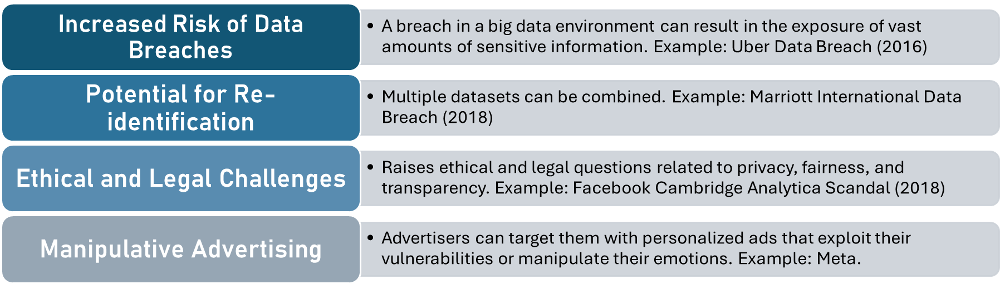 Increased Risk of Data
Breaches
• A breach in a big data environment can result in the exposure of vast
amounts of sensitive information. Example: Uber Data Breach (2016)
Potential for Re-
identification
• Multiple datasets can be combined. Example: Marriott International Data
Breach (2018)
Ethical and Legal Challenges
• Raises ethical and legal questions related to privacy, fairness, and
transparency. Example: Facebook Cambridge Analytica Scandal (2018)
Manipulative Advertising
• Advertisers can target them with personalized ads that exploit their
vulnerabilities or manipulate their emotions. Example: Meta.